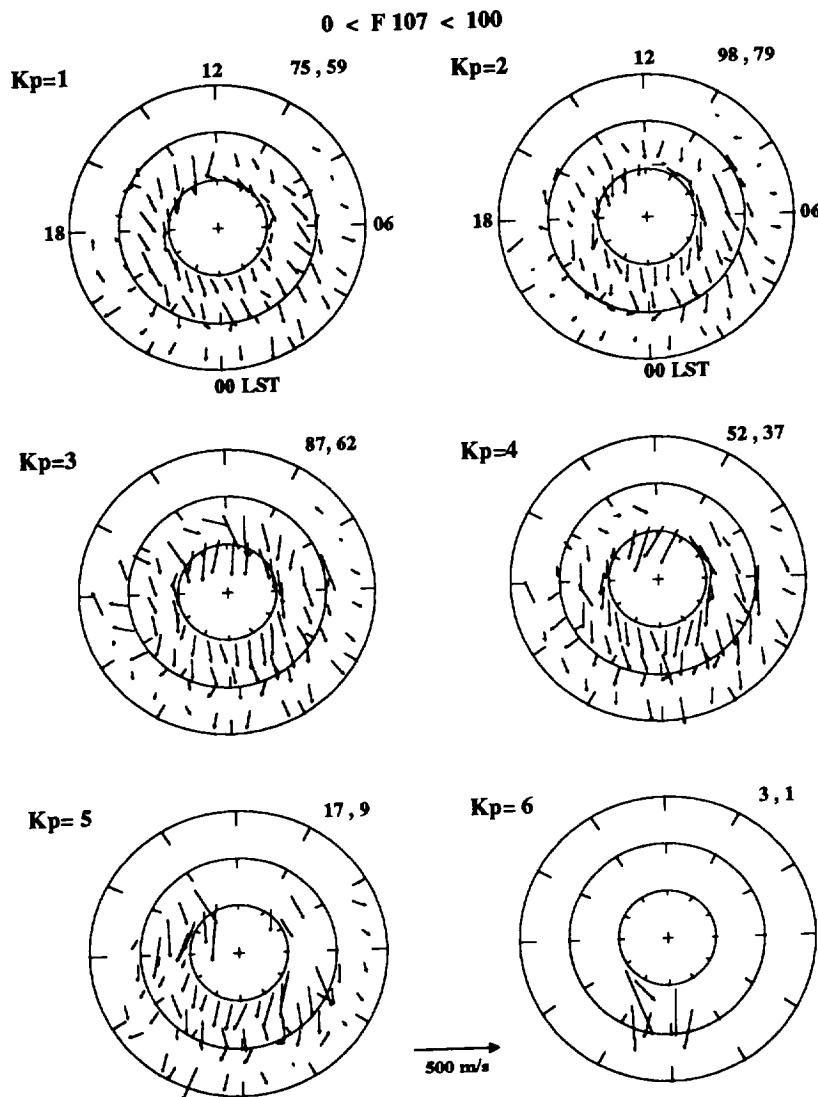 0 < F 107 < 100
Kp=1
12
75 , 59
18
06
00 LST
Kp=2
12
98 , 79
18
06
00 LST
Kp=3
87 , 62
Kp=4
52 , 37
Kp= 5
17 , 9
Kp= 6
3 , 1
500 m/s